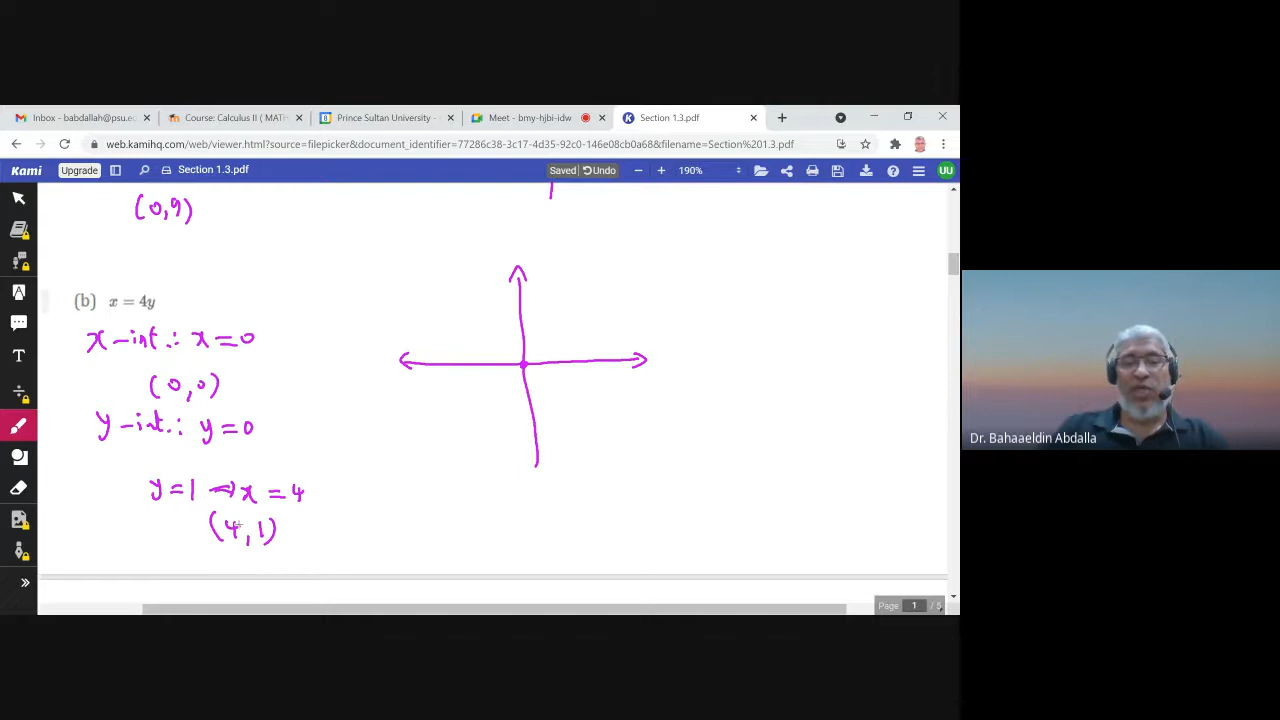 Inbox - babdallah@psu.e
Course: Calculus II ( MATH
8 Prince Sultan University -
Meet - bmy-hjbi-idw
K Section 1.3.pdf
web.kamihq.com/web/viewer.html?source=filepicker&document_identifier=77286c38-3c17-4d35-92c0-146e08cb0a688&filename=Section%201.3.pdf
Kami Upgrade Section 1.3.pdf Saved Undo 190% UU
(0,9)
(b) x = 4y
x-int.: x=0
(0,0)
y-int.: y=0
y=1 ⇒ x=4
(4,1)
Page 1 / 5
Dr. Bahaaeldin Abdalla